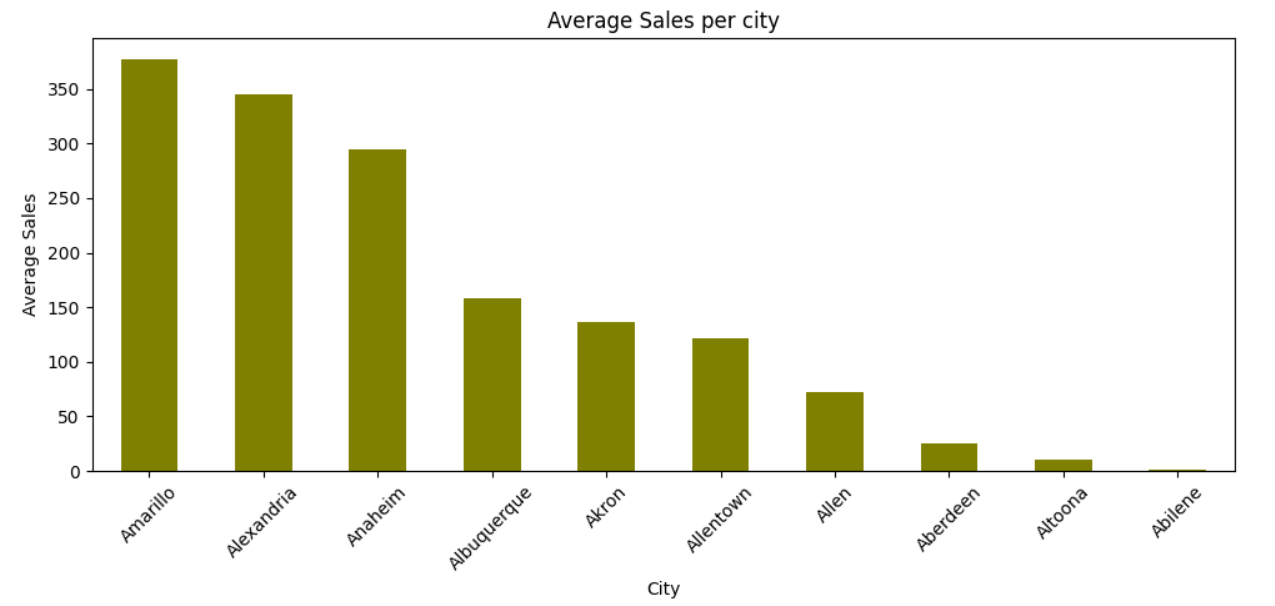 Average Sales per city
Average Sales
350
300
250
200
150
100
50
0
Amarillo
Alexandria
Anaheim
Albuquerque
Akron
Allentown
Allen
Aberdeen
Altoona
Abilene
City